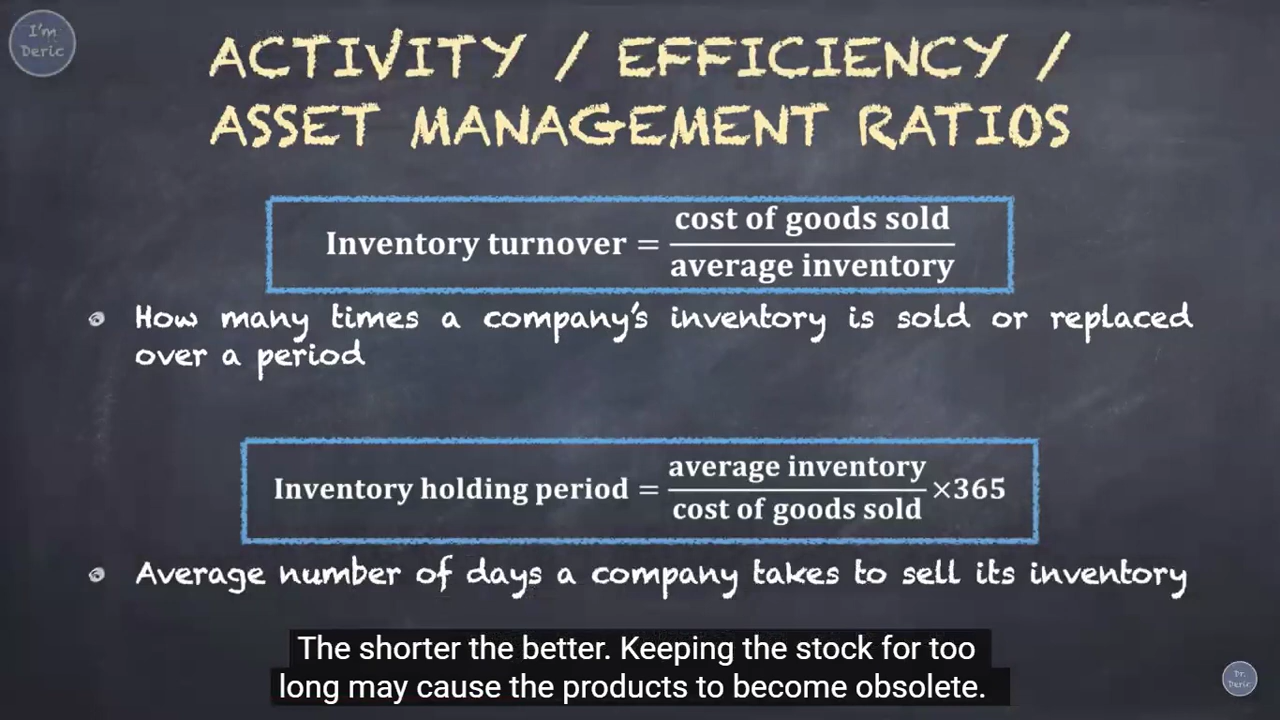 I'm
Deric
ACTIVITY / EFFICIENCY /
ASSET MANAGEMENT RATIOS
Inventory turnover = cost of goods sold / average inventory
How many times a company's inventory is sold or replaced
over a period
Inventory holding period = average inventory / cost of goods sold ×365
Average number of days a company takes to sell its inventory
The shorter the better. Keeping the stock for too
long may cause the products to become obsolete.
Dr.
Deric